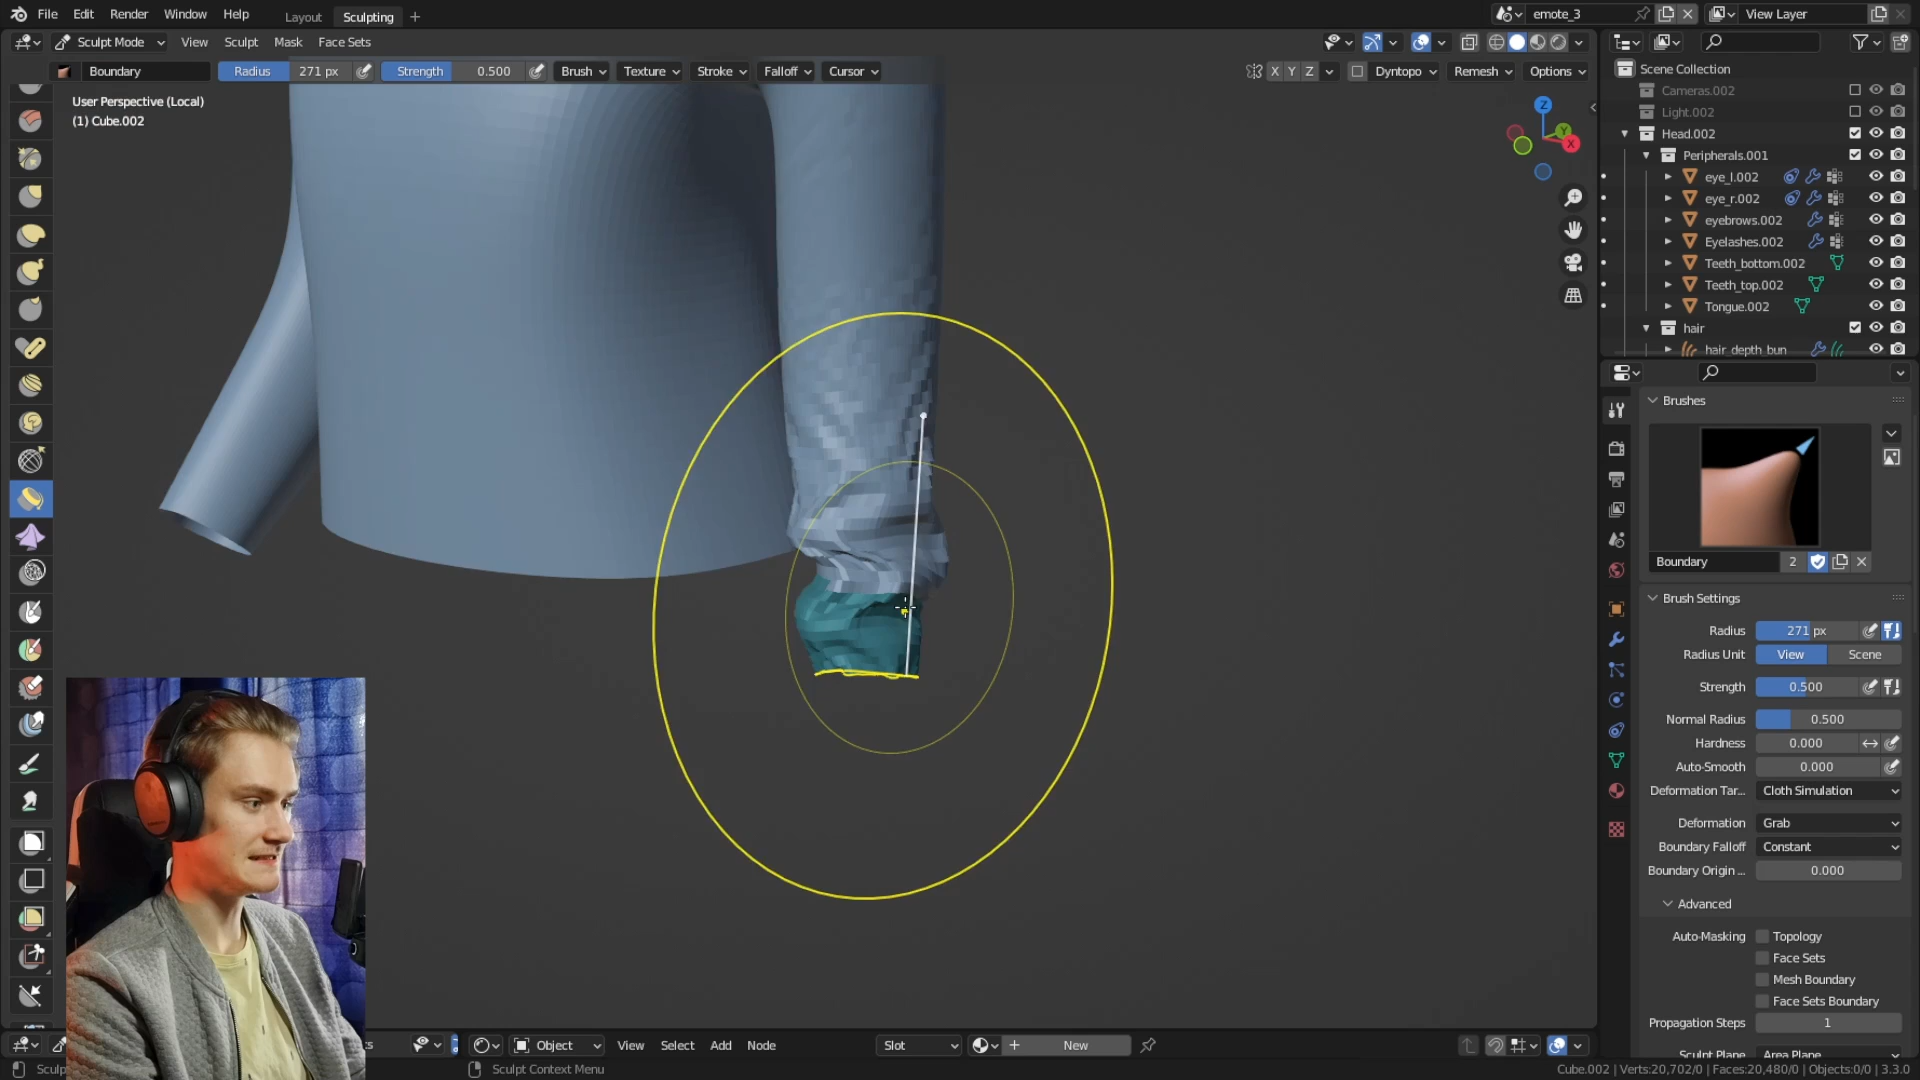 File Edit Render Window Help Layout Sculpting + emote_3 View Layer
Sculpt Mode View Sculpt Mask Face Sets
Boundary Radius 271 px Strength 0.500 Brush Texture Stroke Falloff Cursor X Y Z Dyntopo Remesh Options
User Perspective (Local)
(1) Cube.002
Z
Y
X
Scene Collection
Cameras.002
Light.002
Head.002
Peripherals.001
eye_l.002
eye_r.002
eyebrows.002
Eyelashes.002
Teeth_bottom.002
Teeth_top.002
Tongue.002
hair
hair_depth_bun
Brushes
Boundary 2
Brush Settings
Radius 271 px
Radius Unit View Scene
Strength 0.500
Normal Radius 0.500
Hardness 0.000
Auto-Smooth 0.000
Deformation Tar... Cloth Simulation
Deformation Grab
Boundary Falloff Constant
Boundary Origin ... 0.000
Advanced
Auto-Masking Topology
Face Sets
Mesh Boundary
Face Sets Boundary
Propagation Steps 1
Sculpt Plane Area Plane
Object View Select Add Node Slot New
Sculpt Context Menu
Cube.002 | Verts:20,702/0 | Faces:20,480/0 | Objects:0/0 | 3.3.0